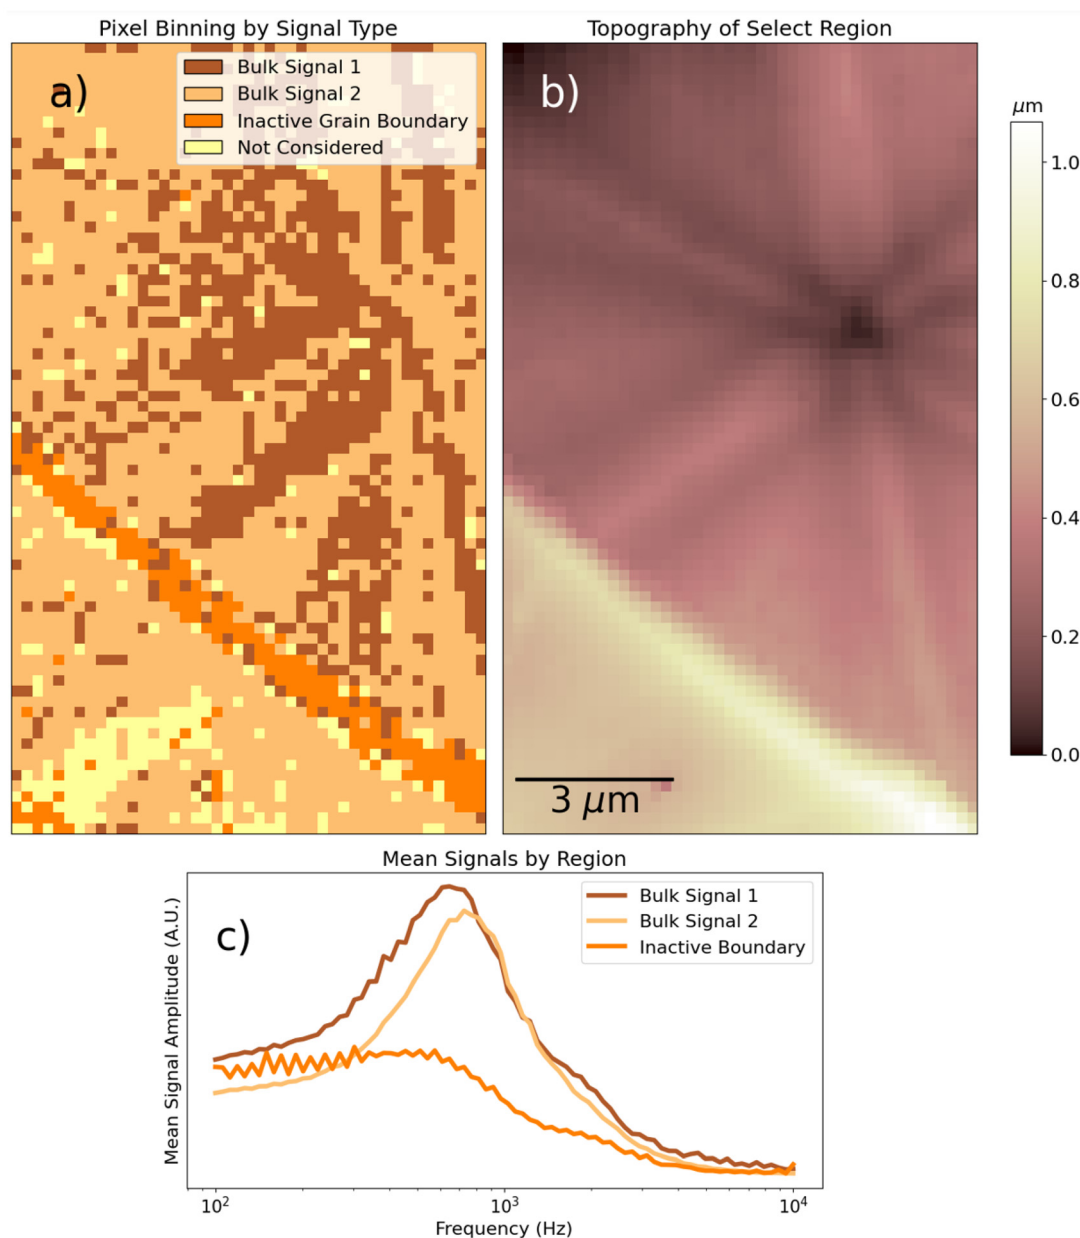 Pixel Binning by Signal Type
a)
Bulk Signal 1
Bulk Signal 2
Inactive Grain Boundary
Not Considered
Topography of Select Region
b)
3 μm
μm
1.0
0.8
0.6
0.4
0.2
0.0
Mean Signals by Region
c)
Bulk Signal 1
Bulk Signal 2
Inactive Boundary
Mean Signal Amplitude (A.U.)
10² 10³ 10⁴
Frequency (Hz)